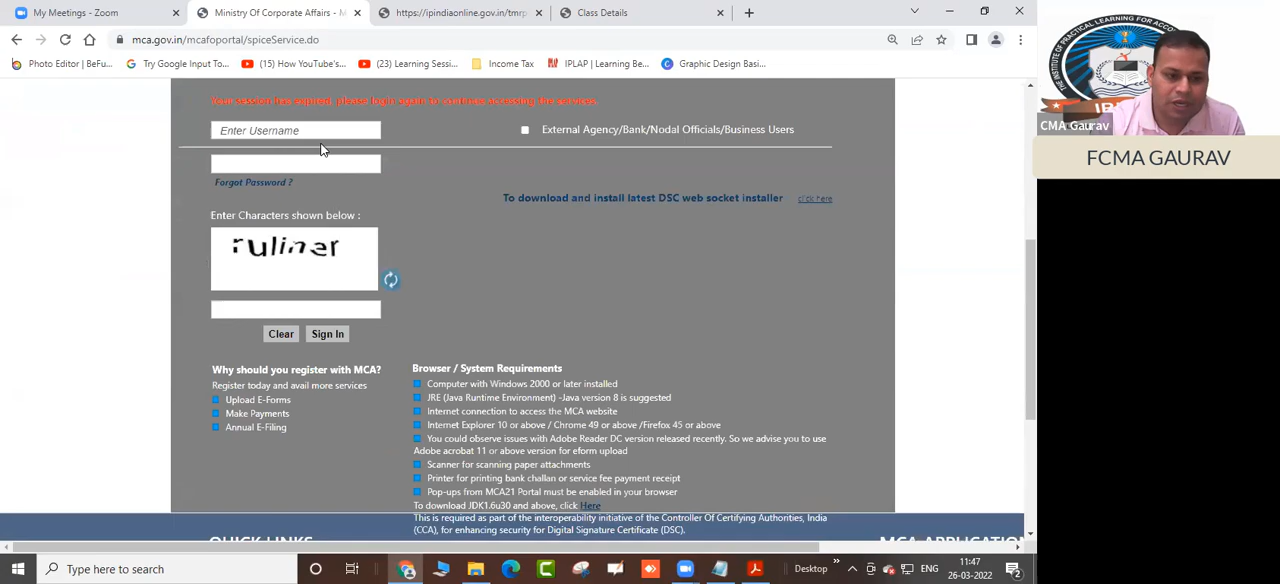 My Meetings - Zoom
Ministry Of Corporate Affairs - M
https://ipindiaonline.gov.in/tmrp
Class Details
mca.gov.in/mcafoportal/spiceService.do
Photo Editor | BeFu...
Try Google Input To...
(15) How YouTube's...
(23) Learning Sessi...
Income Tax
IPLAP | Learning Be...
Graphic Design Basi...
Your session has expired, please login again to continue accessing the services.
Enter Username
External Agency/Bank/Nodal Officials/Business Users
Forgot Password ?
To download and install latest DSC web socket installer click here
Enter Characters shown below :
ruliner
Clear
Sign In
Why should you register with MCA?
Register today and avail more services
Upload E-Forms
Make Payments
Annual E-Filing
Browser / System Requirements
Computer with Windows 2000 or later installed
JRE (Java Runtime Environment) -Java version 8 is suggested
Internet connection to access the MCA website
Internet Explorer 10 or above / Chrome 49 or above /Firefox 45 or above
You could observe issues with Adobe Reader DC version released recently. So we advise you to use
Adobe acrobat 11 or above version for eform upload
Scanner for scanning paper attachments
Printer for printing bank challan or service fee payment receipt
Pop-ups from MCA21 Portal must be enabled in your browser
To download JDK1.6u30 and above, click Here
This is required as part of the interoperability initiative of the Controller Of Certifying Authorities, India
(CCA), for enhancing security for Digital Signature Certificate (DSC).
QUICK LINKS
MCA APPLICATION
Type here to search
Desktop
ENG
11:47
26-03-2022
2
CMA Gaurav
FCMA GAURAV